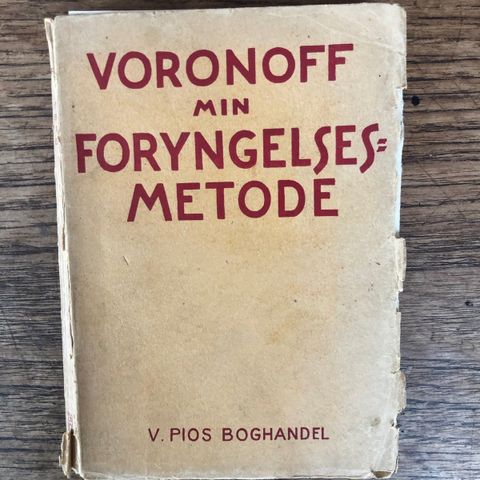 VORONOFF
MIN
FORYNGELSES=
METODE
V. PIOS BOGHANDEL